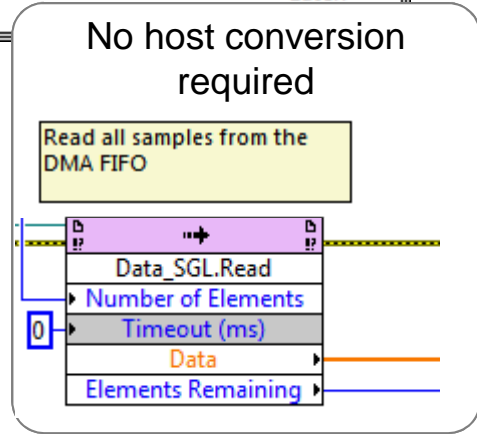 No host conversion
required
Read all samples from the
DMA FIFO
Data_SGL.Read
Number of Elements
0
Timeout (ms)
Data
Elements Remaining